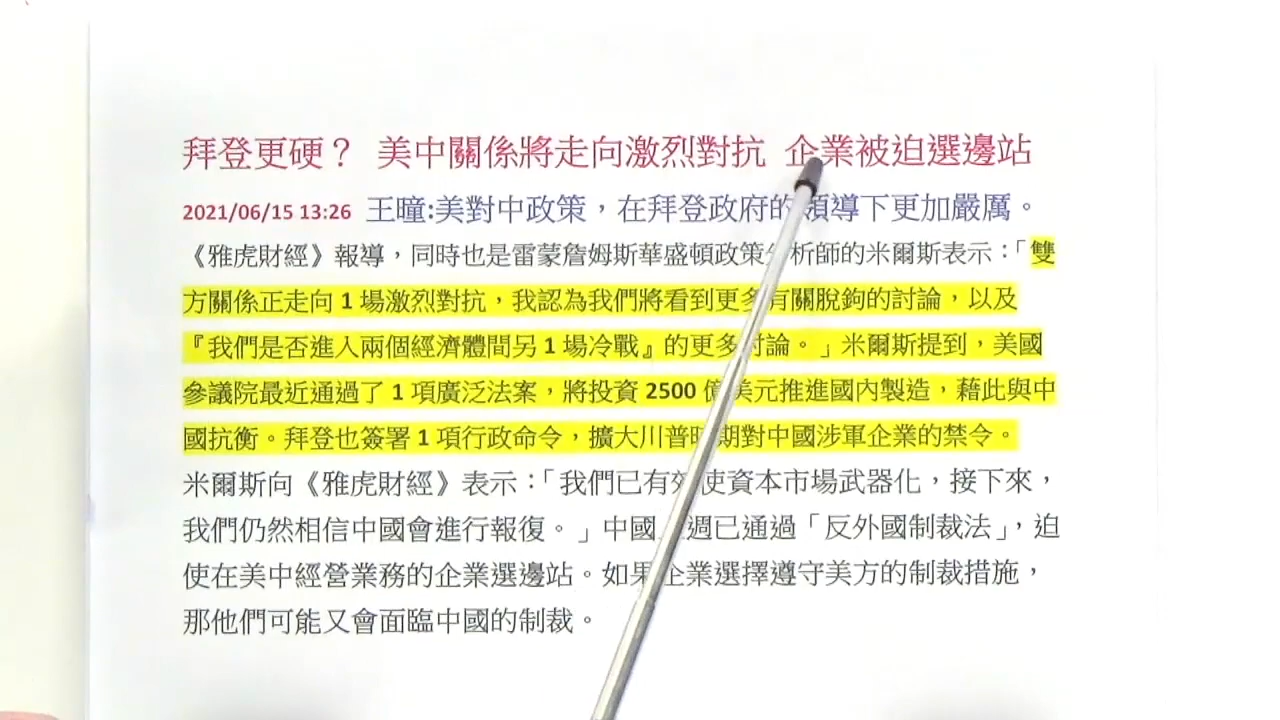 拜登更硬？ 美中關係將走向激烈對抗 企業被迫選邊站
2021/06/15 13:26 王曈:美對中政策，在拜登政府的領導下更加嚴厲。
《雅虎財經》報導，同時也是雷蒙詹姆斯華盛頓政策分析師的米爾斯表示：「雙
方關係正走向 1 場激烈對抗，我認為我們將看到更多有關脫鉤的討論，以及
『我們是否進入兩個經濟體間另 1 場冷戰』的更多討論。」米爾斯提到，美國
參議院最近通過了 1 項廣泛法案，將投資 2500 億美元推進國內製造，藉此與中
國抗衡。拜登也簽署 1 項行政命令，擴大川普時期對中國涉軍企業的禁令。
米爾斯向《雅虎財經》表示：「我們已有效使資本市場武器化，接下來，
我們仍然相信中國會進行報復。」中國週已通過「反外國制裁法」，迫
使在美中經營業務的企業選邊站。如果企業選擇遵守美方的制裁措施，
那他們可能又會面臨中國的制裁。